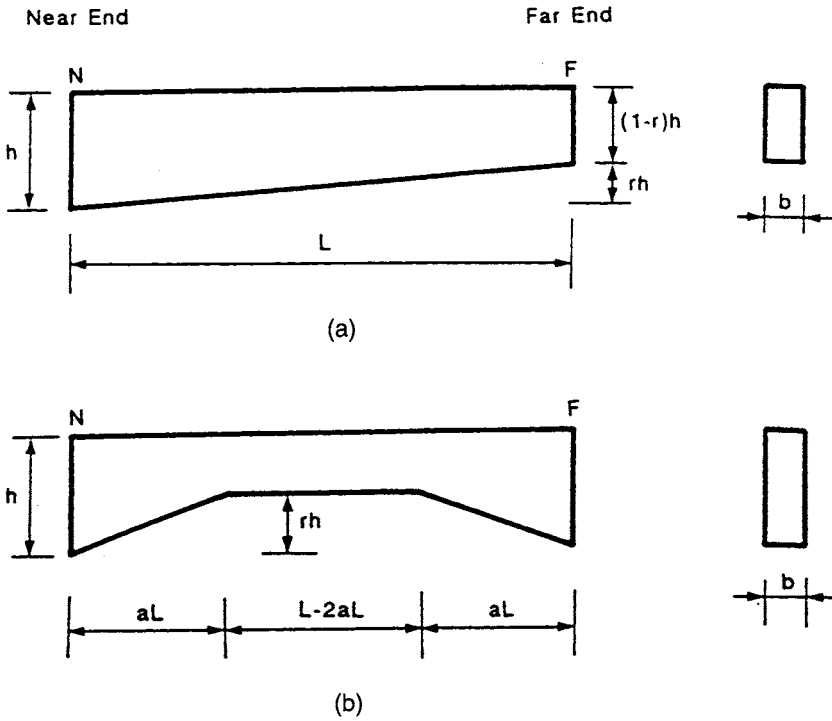 Near End
Far End
N
F
h
(1-r)h
rh
b
L
(a)
N
F
h
rh
b
aL
L-2aL
aL
(b)